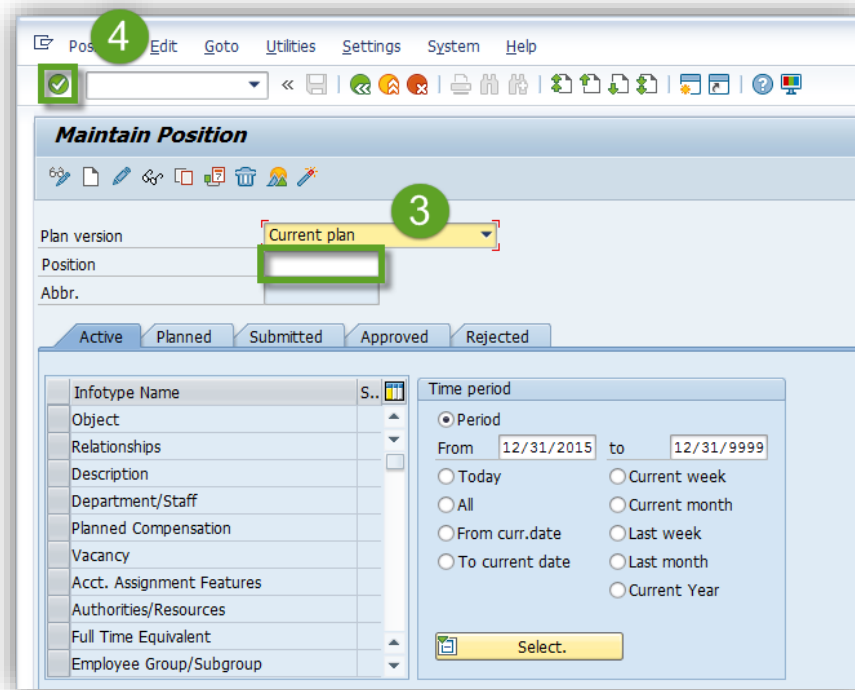 Pos Edit Goto Utilities Settings System Help
4
Maintain Position
3
Plan version Current plan
Position
Abbr.
Active Planned Submitted Approved Rejected
Infotype Name S..
Object
Relationships
Description
Department/Staff
Planned Compensation
Vacancy
Acct. Assignment Features
Authorities/Resources
Full Time Equivalent
Employee Group/Subgroup
Time period
Period
From 12/31/2015 to 12/31/9999
Today Current week
All Current month
From curr.date Last week
To current date Last month
Current Year
Select.